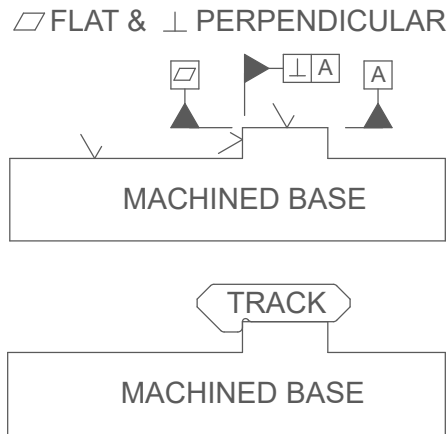 ⏥ FLAT & ⟂ PERPENDICULAR
⏥ ⟂ A A
MACHINED BASE
TRACK
MACHINED BASE